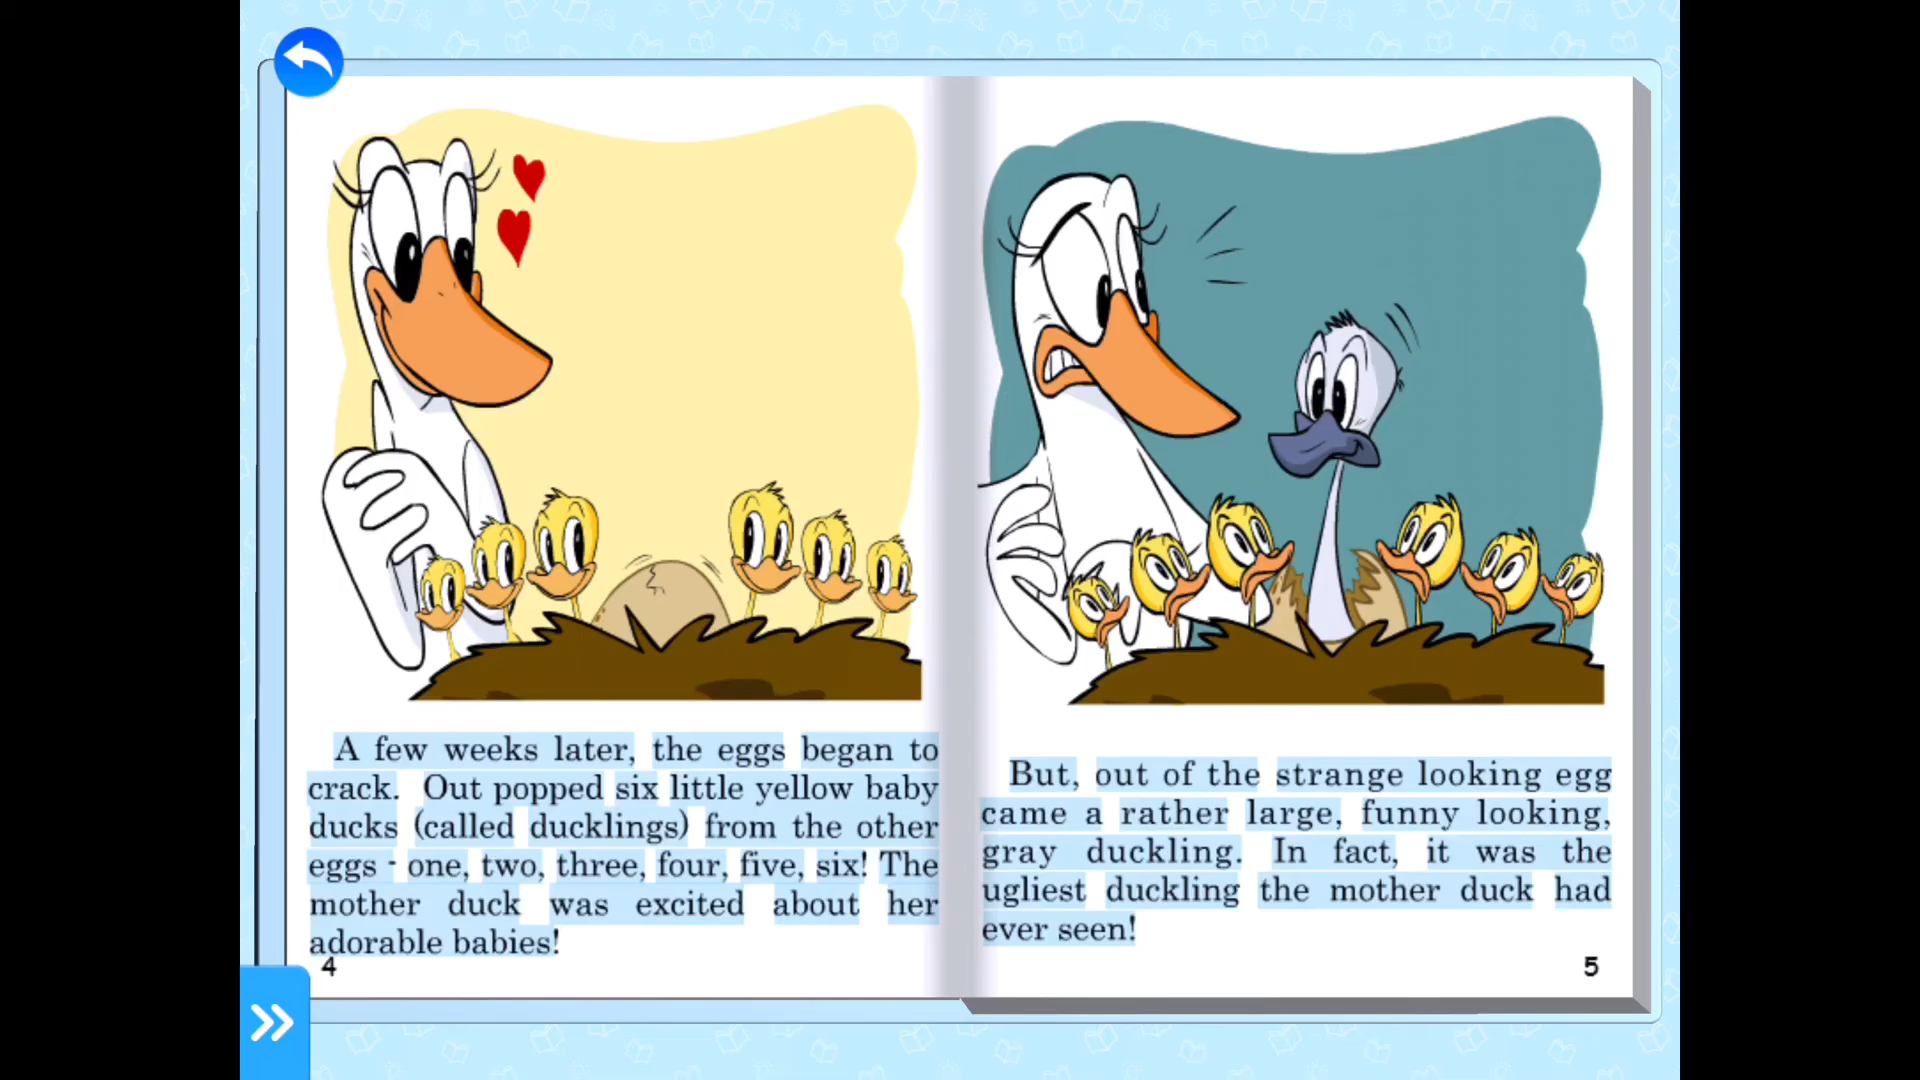 A few weeks later, the eggs began to
crack. Out popped six little yellow baby
ducks (called ducklings) from the other
eggs - one, two, three, four, five, six! The
mother duck was excited about her
adorable babies!
4
But, out of the strange looking egg
came a rather large, funny looking,
gray duckling. In fact, it was the
ugliest duckling the mother duck had
ever seen!
5